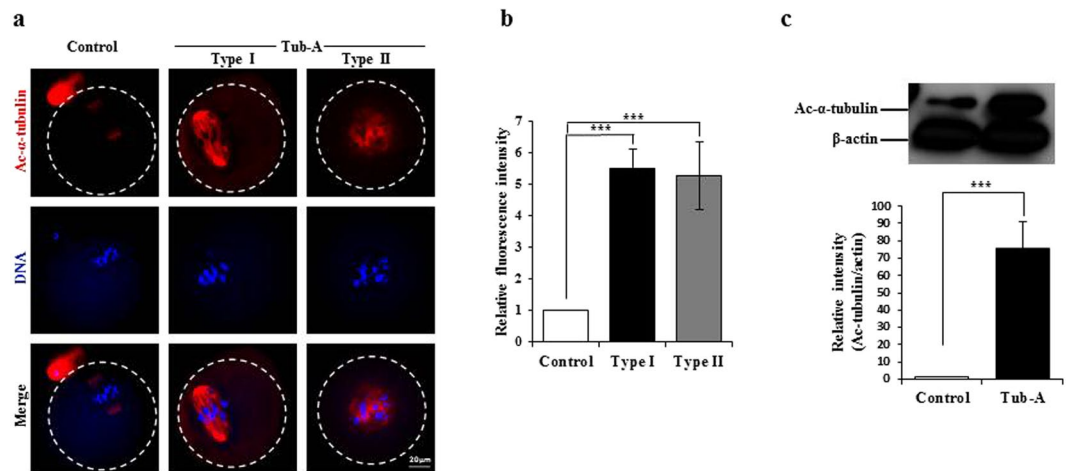 a
Control
Tub-A
Type I
Type II
Ac-α-tubulin
DNA
Merge
20μm
b
Relative fluorescence intensity
7
6
5
4
3
2
1
0
***
***
Control
Type I
Type II
c
Ac-α-tubulin
β-actin
Relative intensity
(Ac-tubulin/actin)
100
90
80
70
60
50
40
30
20
10
0
***
Control
Tub-A